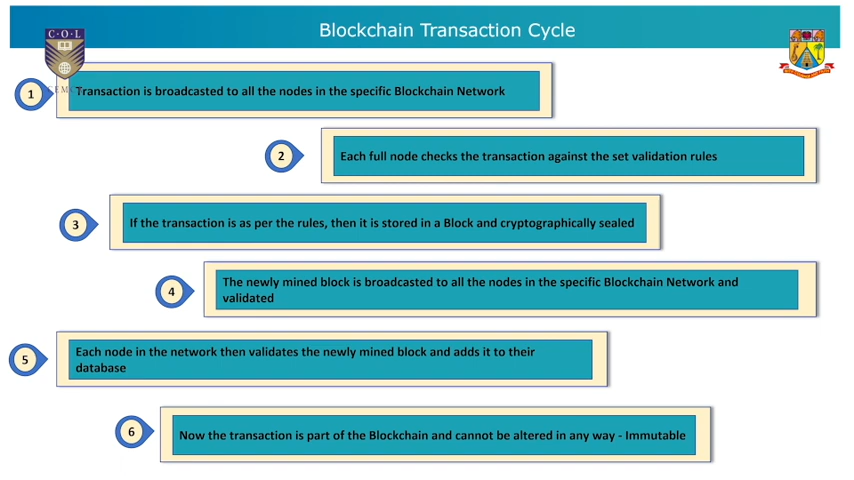 Blockchain Transaction Cycle
C·O·L
1
Transaction is broadcasted to all the nodes in the specific Blockchain Network
2
Each full node checks the transaction against the set validation rules
3
If the transaction is as per the rules, then it is stored in a Block and cryptographically sealed
4
The newly mined block is broadcasted to all the nodes in the specific Blockchain Network and
validated
5
Each node in the network then validates the newly mined block and adds it to their
database
6
Now the transaction is part of the Blockchain and cannot be altered in any way - Immutable